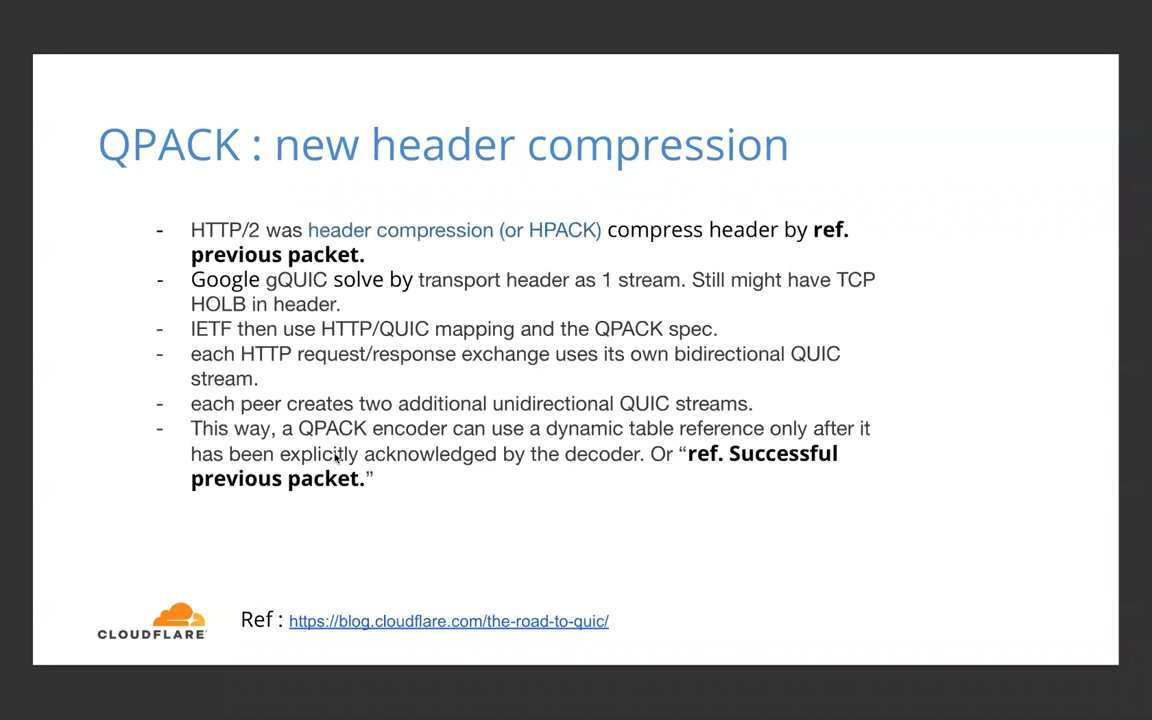 QPACK : new header compression
- HTTP/2 was header compression (or HPACK) compress header by ref.
previous packet.
- Google gQUIC solve by transport header as 1 stream. Still might have TCP
HOLB in header.
- IETF then use HTTP/QUIC mapping and the QPACK spec.
- each HTTP request/response exchange uses its own bidirectional QUIC
stream.
- each peer creates two additional unidirectional QUIC streams.
- This way, a QPACK encoder can use a dynamic table reference only after it
has been explicitly acknowledged by the decoder. Or “ref. Successful
previous packet.”
CLOUDFLARE
Ref : https://blog.cloudflare.com/the-road-to-quic/